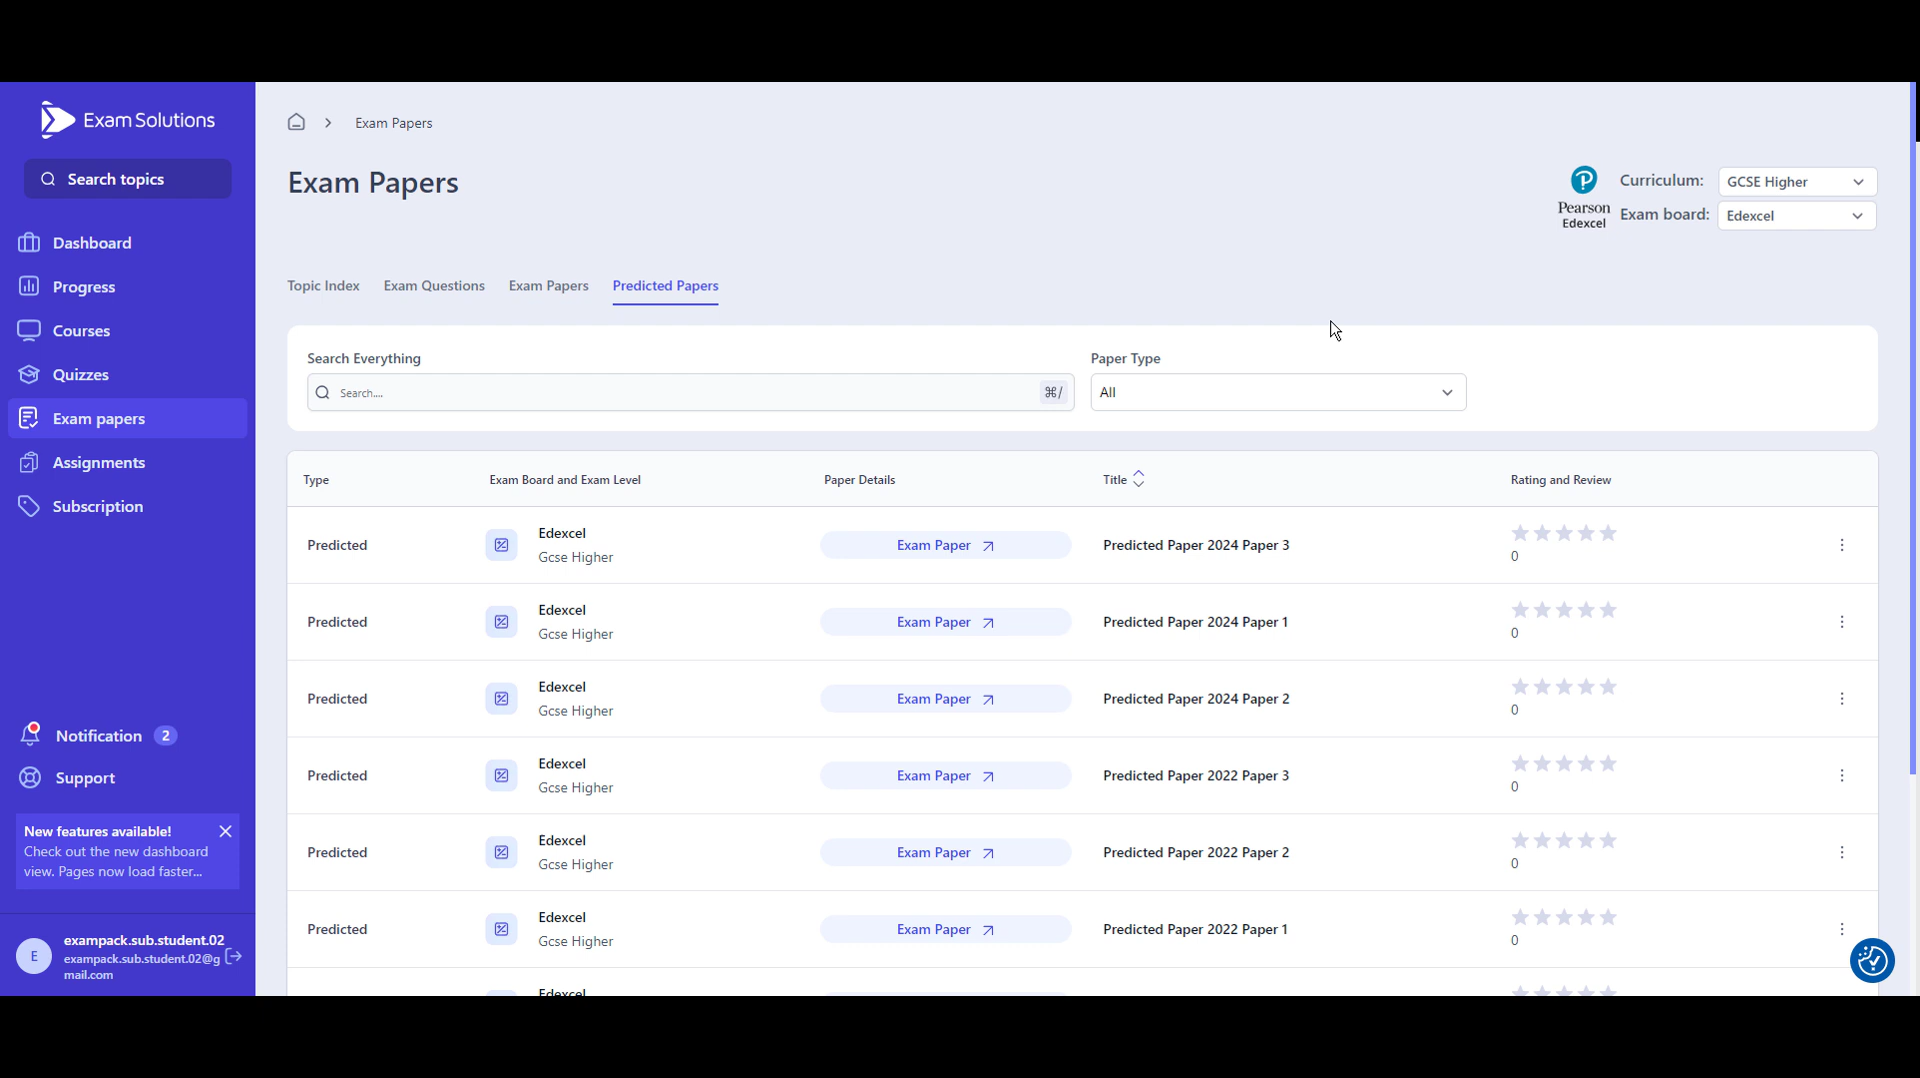 Exam Solutions
Search topics
Dashboard
Progress
Courses
Quizzes
Exam papers
Assignments
Subscription
Notification 2
Support
New features available!
Check out the new dashboard
view. Pages now load faster...
E
exampack.sub.student.02
exampack.sub.student.02@g
mail.com
Exam Papers
Exam Papers
Pearson
Edexcel
Curriculum: GCSE Higher
Exam board: Edexcel
Topic Index Exam Questions Exam Papers Predicted Papers
Search Everything
Search.... ⌘/
Paper Type
All
Type Exam Board and Exam Level Paper Details Title Rating and Review
Predicted Edexcel Exam Paper Predicted Paper 2024 Paper 3
Gcse Higher 0
Predicted Edexcel Exam Paper Predicted Paper 2024 Paper 1
Gcse Higher 0
Predicted Edexcel Exam Paper Predicted Paper 2024 Paper 2
Gcse Higher 0
Predicted Edexcel Exam Paper Predicted Paper 2022 Paper 3
Gcse Higher 0
Predicted Edexcel Exam Paper Predicted Paper 2022 Paper 2
Gcse Higher 0
Predicted Edexcel Exam Paper Predicted Paper 2022 Paper 1
Gcse Higher 0
Edexcel